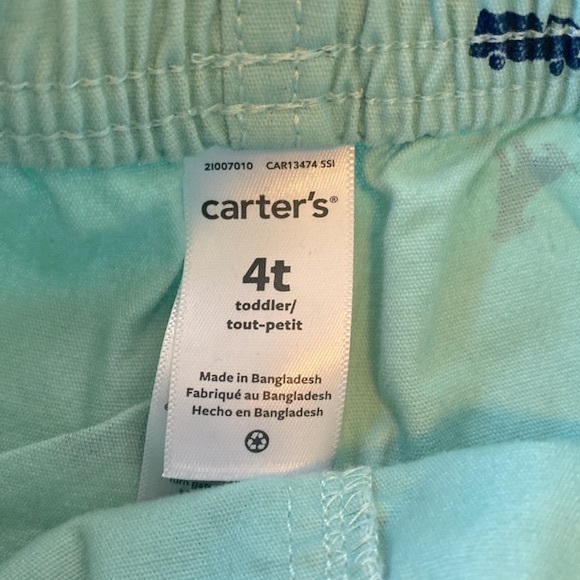 21007010 CAR13474 5SI
carter's®
4t
toddler/
tout-petit
Made in Bangladesh
Fabriqué au Bangladesh
Hecho en Bangladesh